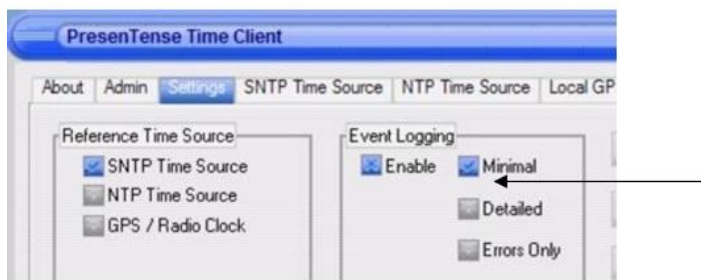 PresenTense Time Client
About Admin Settings SNTP Time Source NTP Time Source Local GP
Reference Time Source
SNTP Time Source
NTP Time Source
GPS / Radio Clock
Event Logging
Enable Minimal
Detailed
Errors Only